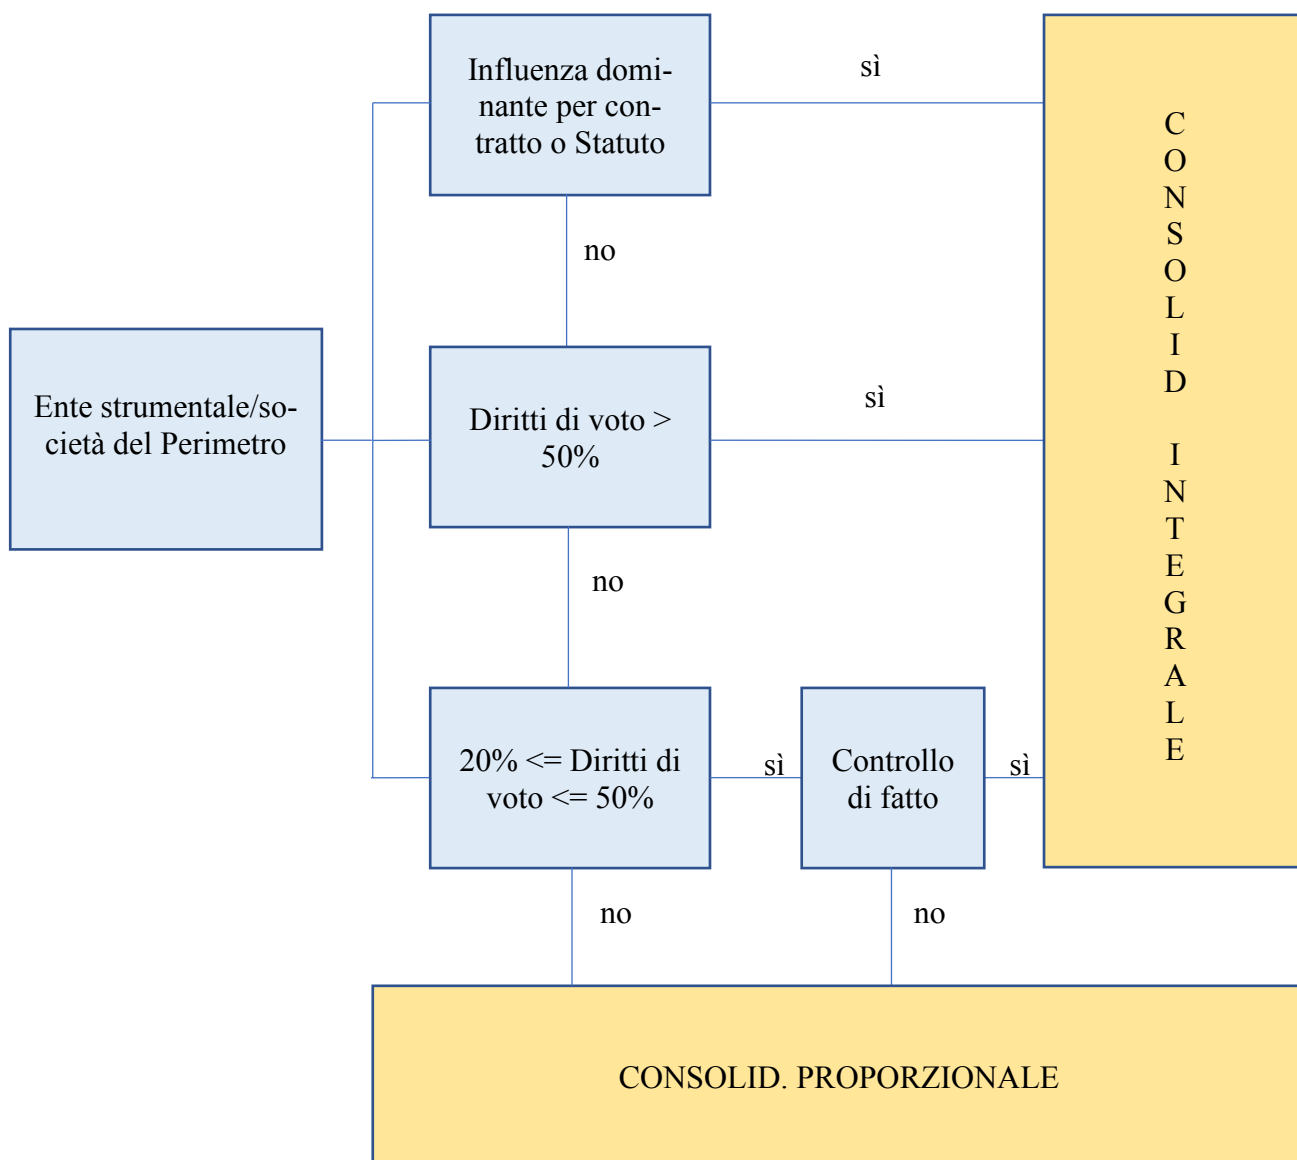 Influenza domi-
nante per con-
tratto o Statuto
sì
no
Ente strumentale/so-
cietà del Perimetro
Diritti di voto >
50%
sì
no
20% <= Diritti di
voto <= 50%
sì
Controllo
di fatto
sì
no
no
C
O
N
S
O
L
I
D
I
N
T
E
G
R
A
L
E
CONSOLID. PROPORZIONALE